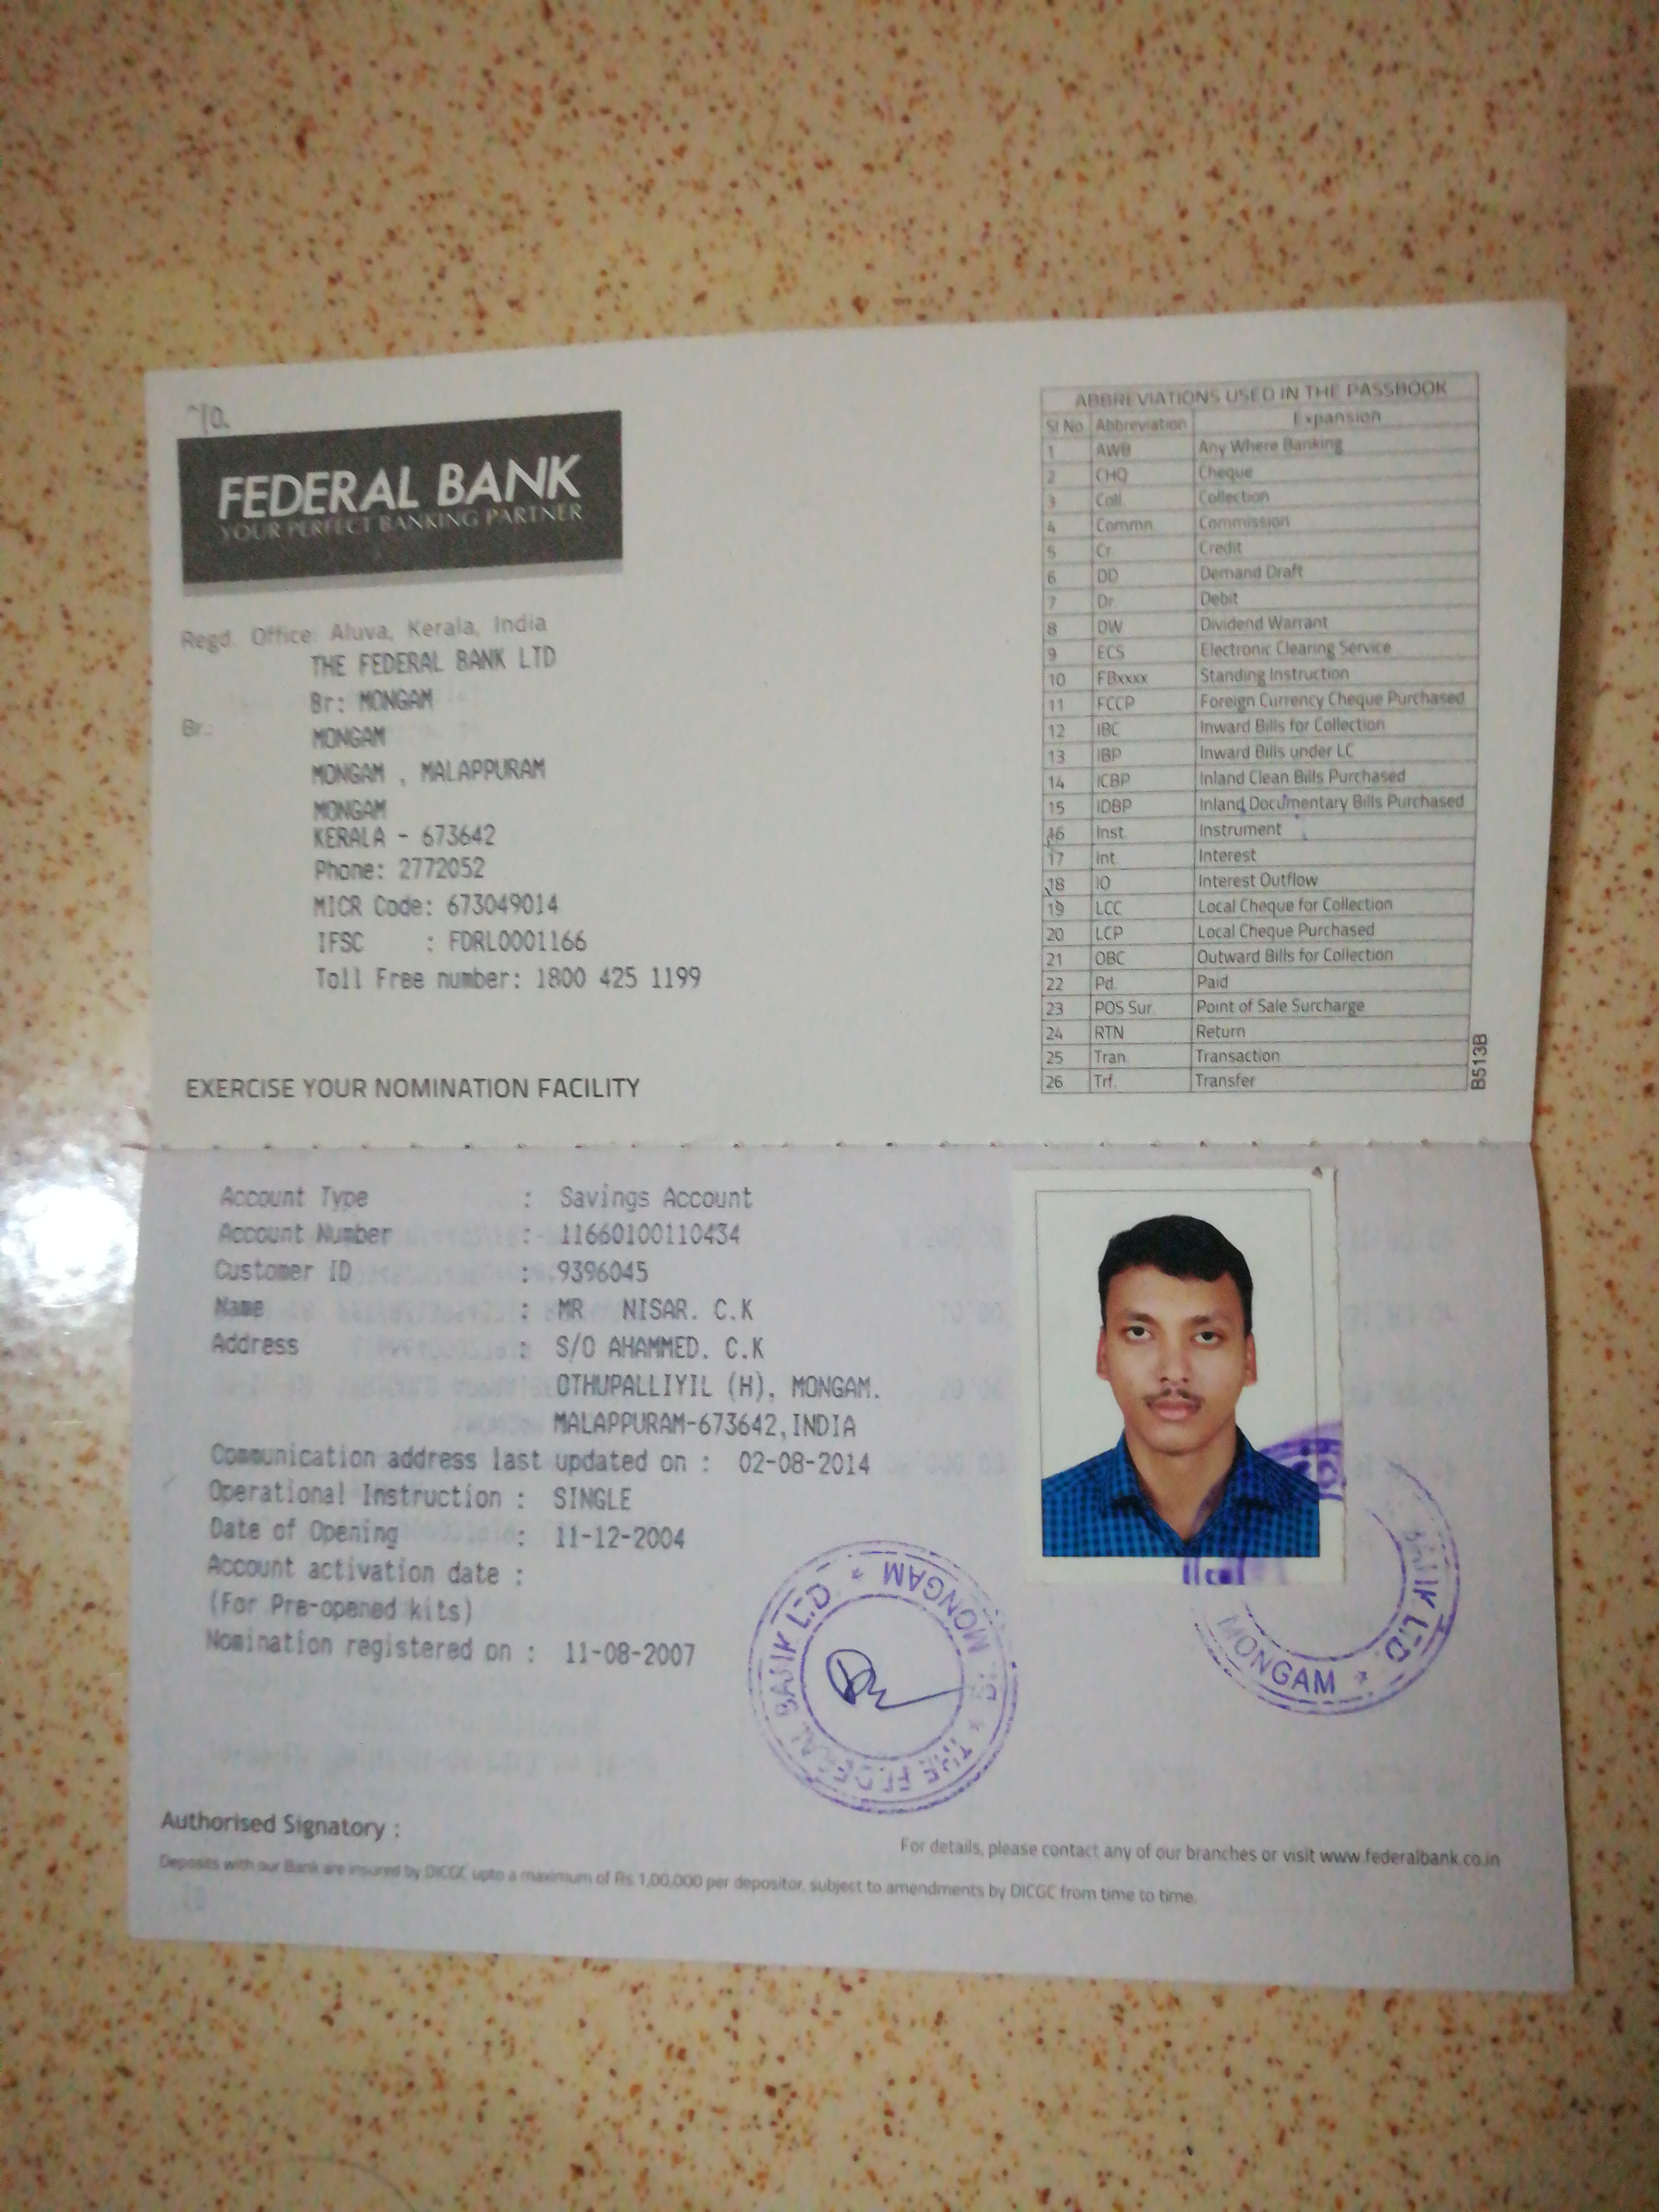 FEDERAL BANK
YOUR PERFECT BANKING PARTNER
Regd. Office: Aluva, Kerala, India
THE FEDERAL BANK LTD
Br: MONGAM
Br.:
MONGAM
MONGAM , MALAPPURAM
MONGAM
KERALA - 673642
Phone: 2772052
MICR Code: 673049014
IFSC : FDRL0001166
Toll Free number: 1800 425 1199
EXERCISE YOUR NOMINATION FACILITY
ABBREVIATIONS USED IN THE PASSBOOK
Sl No Abbreviation Expansion
1 AWB Any Where Banking
2 CHQ Cheque
3 Coll. Collection
4 Commn. Commission
5 Cr. Credit
6 DD Demand Draft
7 Dr. Debit
8 DW Dividend Warrant
9 ECS Electronic Clearing Service
10 FBxxxx Standing Instruction
11 FCCP Foreign Currency Cheque Purchased
12 IBC Inward Bills for Collection
13 IBP Inward Bills under LC
14 ICBP Inland Clean Bills Purchased
15 IDBP Inland Documentary Bills Purchased
16 Inst. Instrument
17 Int. Interest
18 IO Interest Outflow
19 LCC Local Cheque for Collection
20 LCP Local Cheque Purchased
21 OBC Outward Bills for Collection
22 Pd. Paid
23 POS Sur. Point of Sale Surcharge
24 RTN Return
25 Tran. Transaction
26 Trf. Transfer
B513B
Account Type : Savings Account
Account Number : 11660100110434
Customer ID : 9396045
Name : MR NISAR. C.K
Address : S/O AHAMMED. C.K
OTHUPALLIYIL (H), MONGAM.
MALAPPURAM-673642,INDIA
Communication address last updated on : 02-08-2014
Operational Instruction : SINGLE
Date of Opening : 11-12-2004
Account activation date :
(For Pre-opened kits)
Nomination registered on : 11-08-2007
THE FEDERAL BANK LTD * MONGAM
BANK LTD * MONGAM
Authorised Signatory :
For details, please contact any of our branches or visit www.federalbank.co.in
Deposits with our Bank are insured by DICGC upto a maximum of Rs.1,00,000 per depositor, subject to amendments by DICGC from time to time.